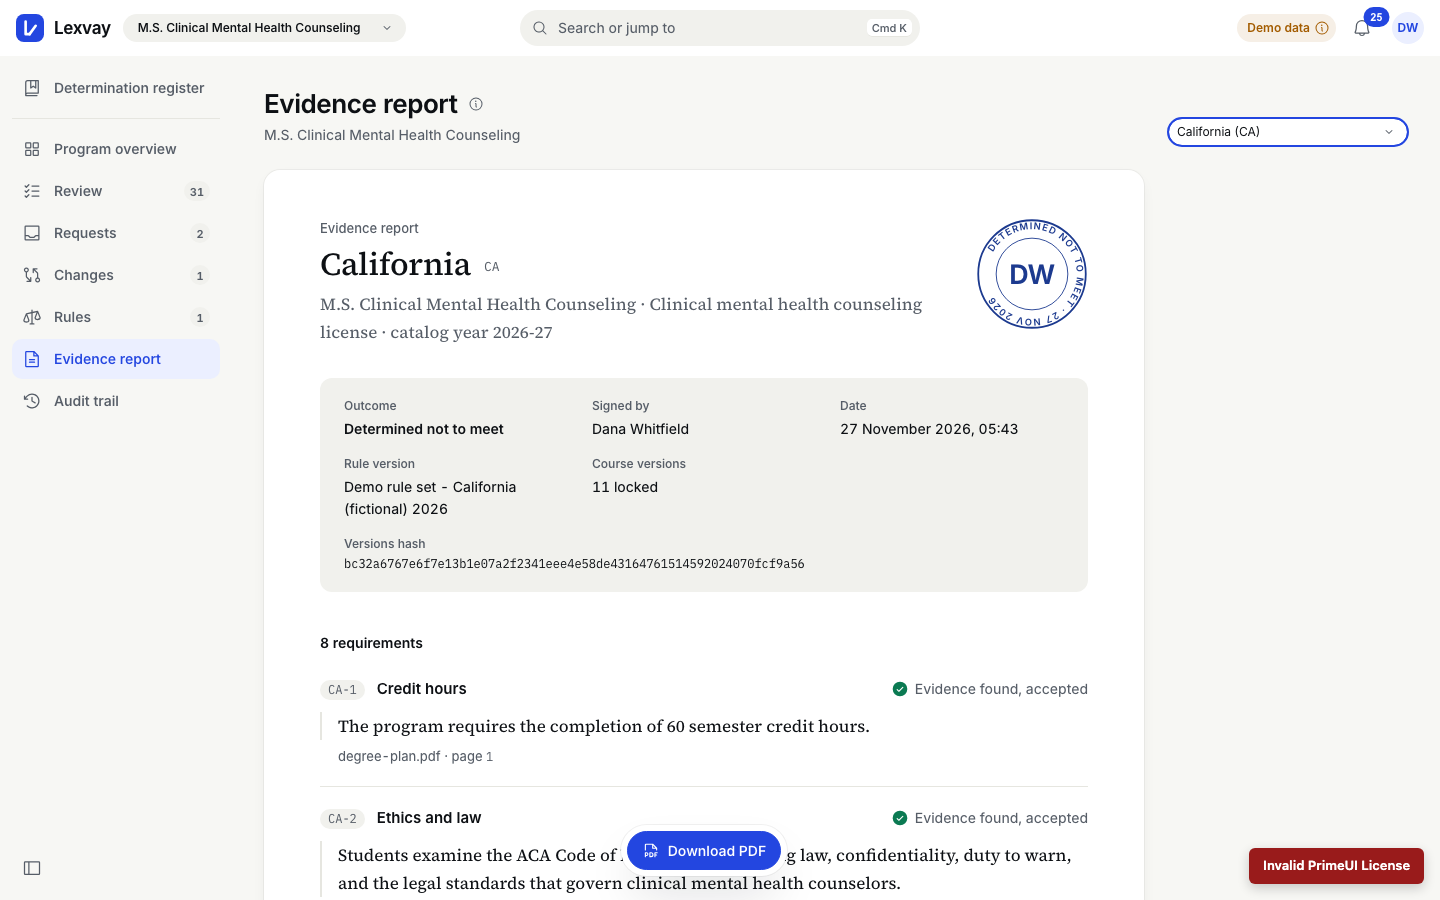 Lexvay
M.S. Clinical Mental Health Counseling
Search or jump to
Cmd K
Demo data
25
DW
Determination register
Program overview
Review 31
Requests 2
Changes 1
Rules 1
Evidence report
Audit trail
Evidence report
M.S. Clinical Mental Health Counseling
California (CA)
Evidence report
California CA
M.S. Clinical Mental Health Counseling · Clinical mental health counseling
license · catalog year 2026-27
DETERMINED NOT TO MEET · 27 NOV 2026
DW
Outcome
Determined not to meet
Signed by
Dana Whitfield
Date
27 November 2026, 05:43
Rule version
Demo rule set - California
(fictional) 2026
Course versions
11 locked
Versions hash
bc32a6767e6f7e13b1e07a2f2341eee4e58de43164761514592024070fcf9a56
8 requirements
CA-1 Credit hours
Evidence found, accepted
The program requires the completion of 60 semester credit hours.
degree-plan.pdf · page 1
CA-2 Ethics and law
Evidence found, accepted
Students examine the ACA Code of
law, confidentiality, duty to warn,
and the legal standards that govern clinical mental health counselors.
PDF
Download PDF
Invalid PrimeUI License